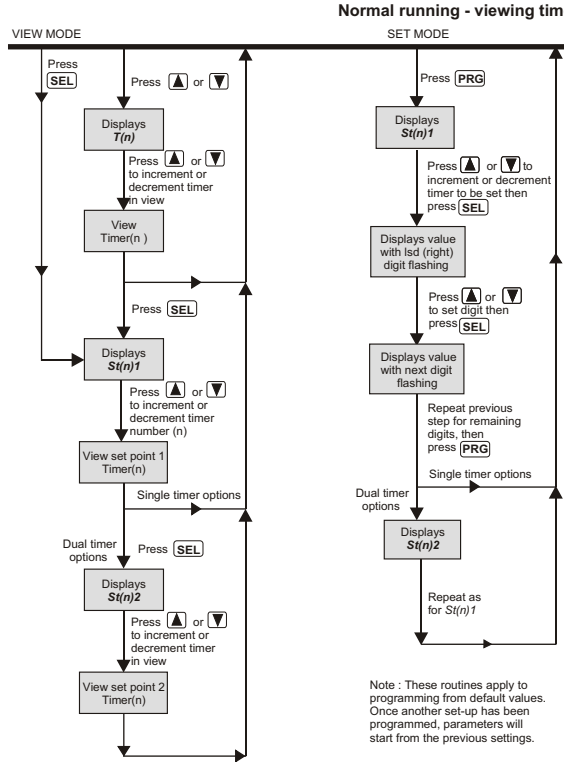 Normal running - viewing tim
VIEW MODE
Press
SEL
Press ▲ or ▼
Displays
T(n)
Press ▲ or ▼
to increment or
decrement timer
in view
View
Timer(n )
Press SEL
Displays
St(n)1
Press ▲ or ▼
to increment or
decrement timer
number (n)
View set point 1
Timer(n)
Single timer options
Dual timer
options
Press SEL
Displays
St(n)2
Press ▲ or ▼
to increment or
decrement timer
in view
View set point 2
Timer(n)
SET MODE
Press PRG
Displays
St(n)1
Press ▲ or ▼ to
increment or decrement
timer to be set then
press SEL
Displays value
with lsd (right)
digit flashing
Press ▲ or ▼
to set digit then
press SEL
Displays value
with next digit
flashing
Repeat previous
step for remaining
digits, then
press PRG
Single timer options
Dual timer
options
Displays
St(n)2
Repeat as
for St(n)1
Note : These routines apply to
programming from default values.
Once another set-up has been
programmed, parameters will
start from the previous settings.